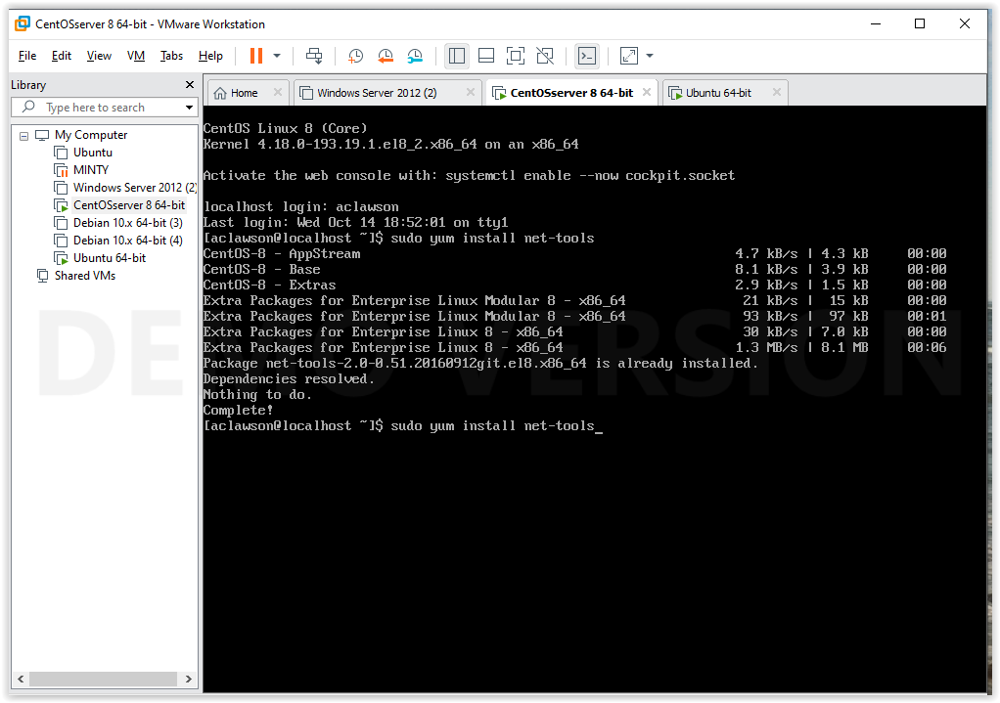 CentOSserver 8 64-bit - VMware Workstation
File Edit View VM Tabs Help
Library
Type here to search
My Computer
Ubuntu
MINTY
Windows Server 2012 (2)
CentOSserver 8 64-bit
Debian 10.x 64-bit (3)
Debian 10.x 64-bit (4)
Ubuntu 64-bit
Shared VMs
Home Windows Server 2012 (2) CentOSserver 8 64-bit Ubuntu 64-bit
CentOS Linux 8 (Core)
Kernel 4.18.0-193.19.1.el8_2.x86_64 on an x86_64
Activate the web console with: systemctl enable --now cockpit.socket
localhost login: aclawson
Last login: Wed Oct 14 18:52:01 on tty1
[aclawson@localhost ~]$ sudo yum install net-tools
CentOS-8 - AppStream 4.7 kB/s | 4.3 kB 00:00
CentOS-8 - Base 8.1 kB/s | 3.9 kB 00:00
CentOS-8 - Extras 2.9 kB/s | 1.5 kB 00:00
Extra Packages for Enterprise Linux Modular 8 - x86_64 21 kB/s | 15 kB 00:00
Extra Packages for Enterprise Linux Modular 8 - x86_64 93 kB/s | 97 kB 00:01
Extra Packages for Enterprise Linux 8 - x86_64 30 kB/s | 7.0 kB 00:00
Extra Packages for Enterprise Linux 8 - x86_64 1.3 MB/s | 8.1 MB 00:06
Package net-tools-2.0-0.51.20160912git.el8.x86_64 is already installed.
Dependencies resolved.
Nothing to do.
Complete!
[aclawson@localhost ~]$ sudo yum install net-tools_
DEMO VERSION